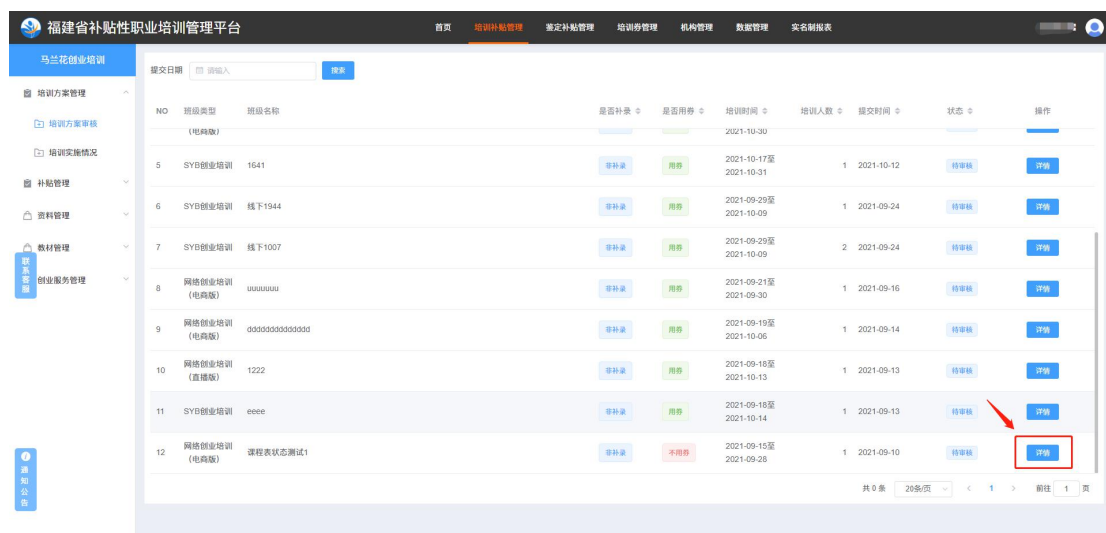 福建省补贴性职业培训管理平台
首页 培训补贴管理 鉴定补贴管理 培训券管理 机构管理 数据管理 实名制报表
马兰花创业培训
培训方案管理
培训方案审核
培训实施情况
补贴管理
资料管理
教材管理
创业服务管理
联系客服
通知公告
提交日期 请输入 搜索
NO 班级类型 班级名称 是否补录 是否用券 培训时间 培训人数 提交时间 状态 操作
(电商版) 2021-10-30
5 SYB创业培训 1641 非补录 用券 2021-10-17至 1 2021-10-12 待审核 详情
2021-10-31
6 SYB创业培训 线下1944 非补录 用券 2021-09-29至 1 2021-09-24 待审核 详情
2021-10-09
7 SYB创业培训 线下1007 非补录 用券 2021-09-29至 2 2021-09-24 待审核 详情
2021-10-09
8 网络创业培训 uuuuuuu 非补录 用券 2021-09-21至 1 2021-09-16 待审核 详情
(电商版) 2021-09-30
9 网络创业培训 dddddddddddddd 非补录 用券 2021-09-19至 1 2021-09-14 待审核 详情
(电商版) 2021-10-06
10 网络创业培训 1222 非补录 用券 2021-09-18至 1 2021-09-13 待审核 详情
(直播版) 2021-10-13
11 SYB创业培训 eeee 非补录 用券 2021-09-18至 1 2021-09-13 待审核 详情
2021-10-14
12 网络创业培训 课程表状态测试1 非补录 不用券 2021-09-15至 1 2021-09-10 待审核 详情
(电商版) 2021-09-28
共 0 条 20条/页 < 1 > 前往 1 页